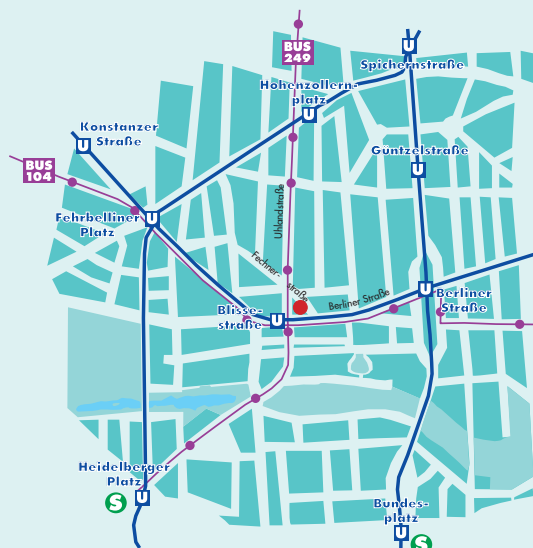 BUS
249
U
Spichernstraße
Hohenzollern-
platz
U
Konstanzer
Straße
U
Güntzelstraße
U
BUS
104
Uhlandstraße
Fehrbelliner
Platz
U
Fechner-
straße
Berliner Straße
U
Berliner
Straße
Blisse-
straße
U
Heidelberger
Platz
S
U
Bundes-
platz
U
S